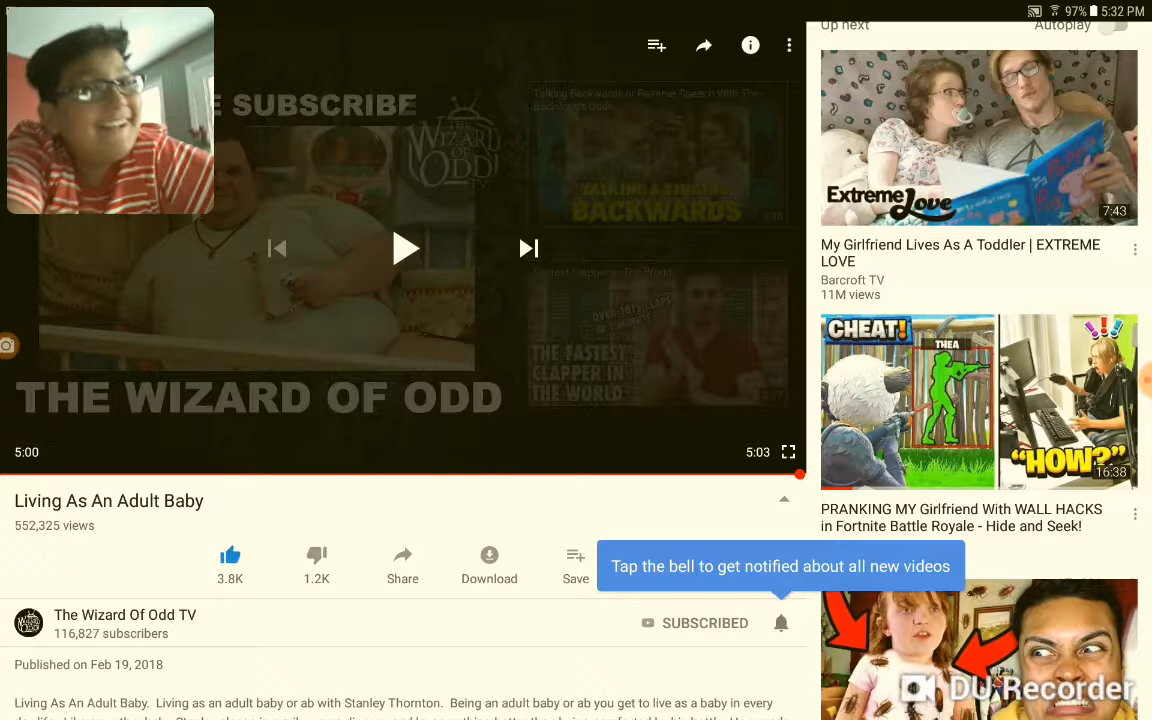 97% 5:32 PM
Up next Autoplay
E SUBSCRIBE
THE
WIZARD
OF
ODD
Talking Backwards or Reverse Speech With The
Backwards Dude
TALKING & SINGING
BACKWARDS
OVER 1020 CLAPS
THE FASTEST
CLAPPER IN
THE WORLD
THE WIZARD OF ODD
5:00
5:03
Living As An Adult Baby
552,325 views
3.8K
1.2K
Share
Download
Save
Tap the bell to get notified about all new videos
The Wizard Of Odd TV
116,827 subscribers
SUBSCRIBED
Published on Feb 19, 2018
Living As An Adult Baby. Living as an adult baby or ab with Stanley Thornton. Being an adult baby or ab you get to live as a baby in every
Extreme Love
7:43
My Girlfriend Lives As A Toddler | EXTREME
LOVE
Barcroft TV
11M views
CHEAT!
THEA
"HOW?"
16:38
PRANKING MY Girlfriend With WALL HACKS
in Fortnite Battle Royale - Hide and Seek!
DU Recorder